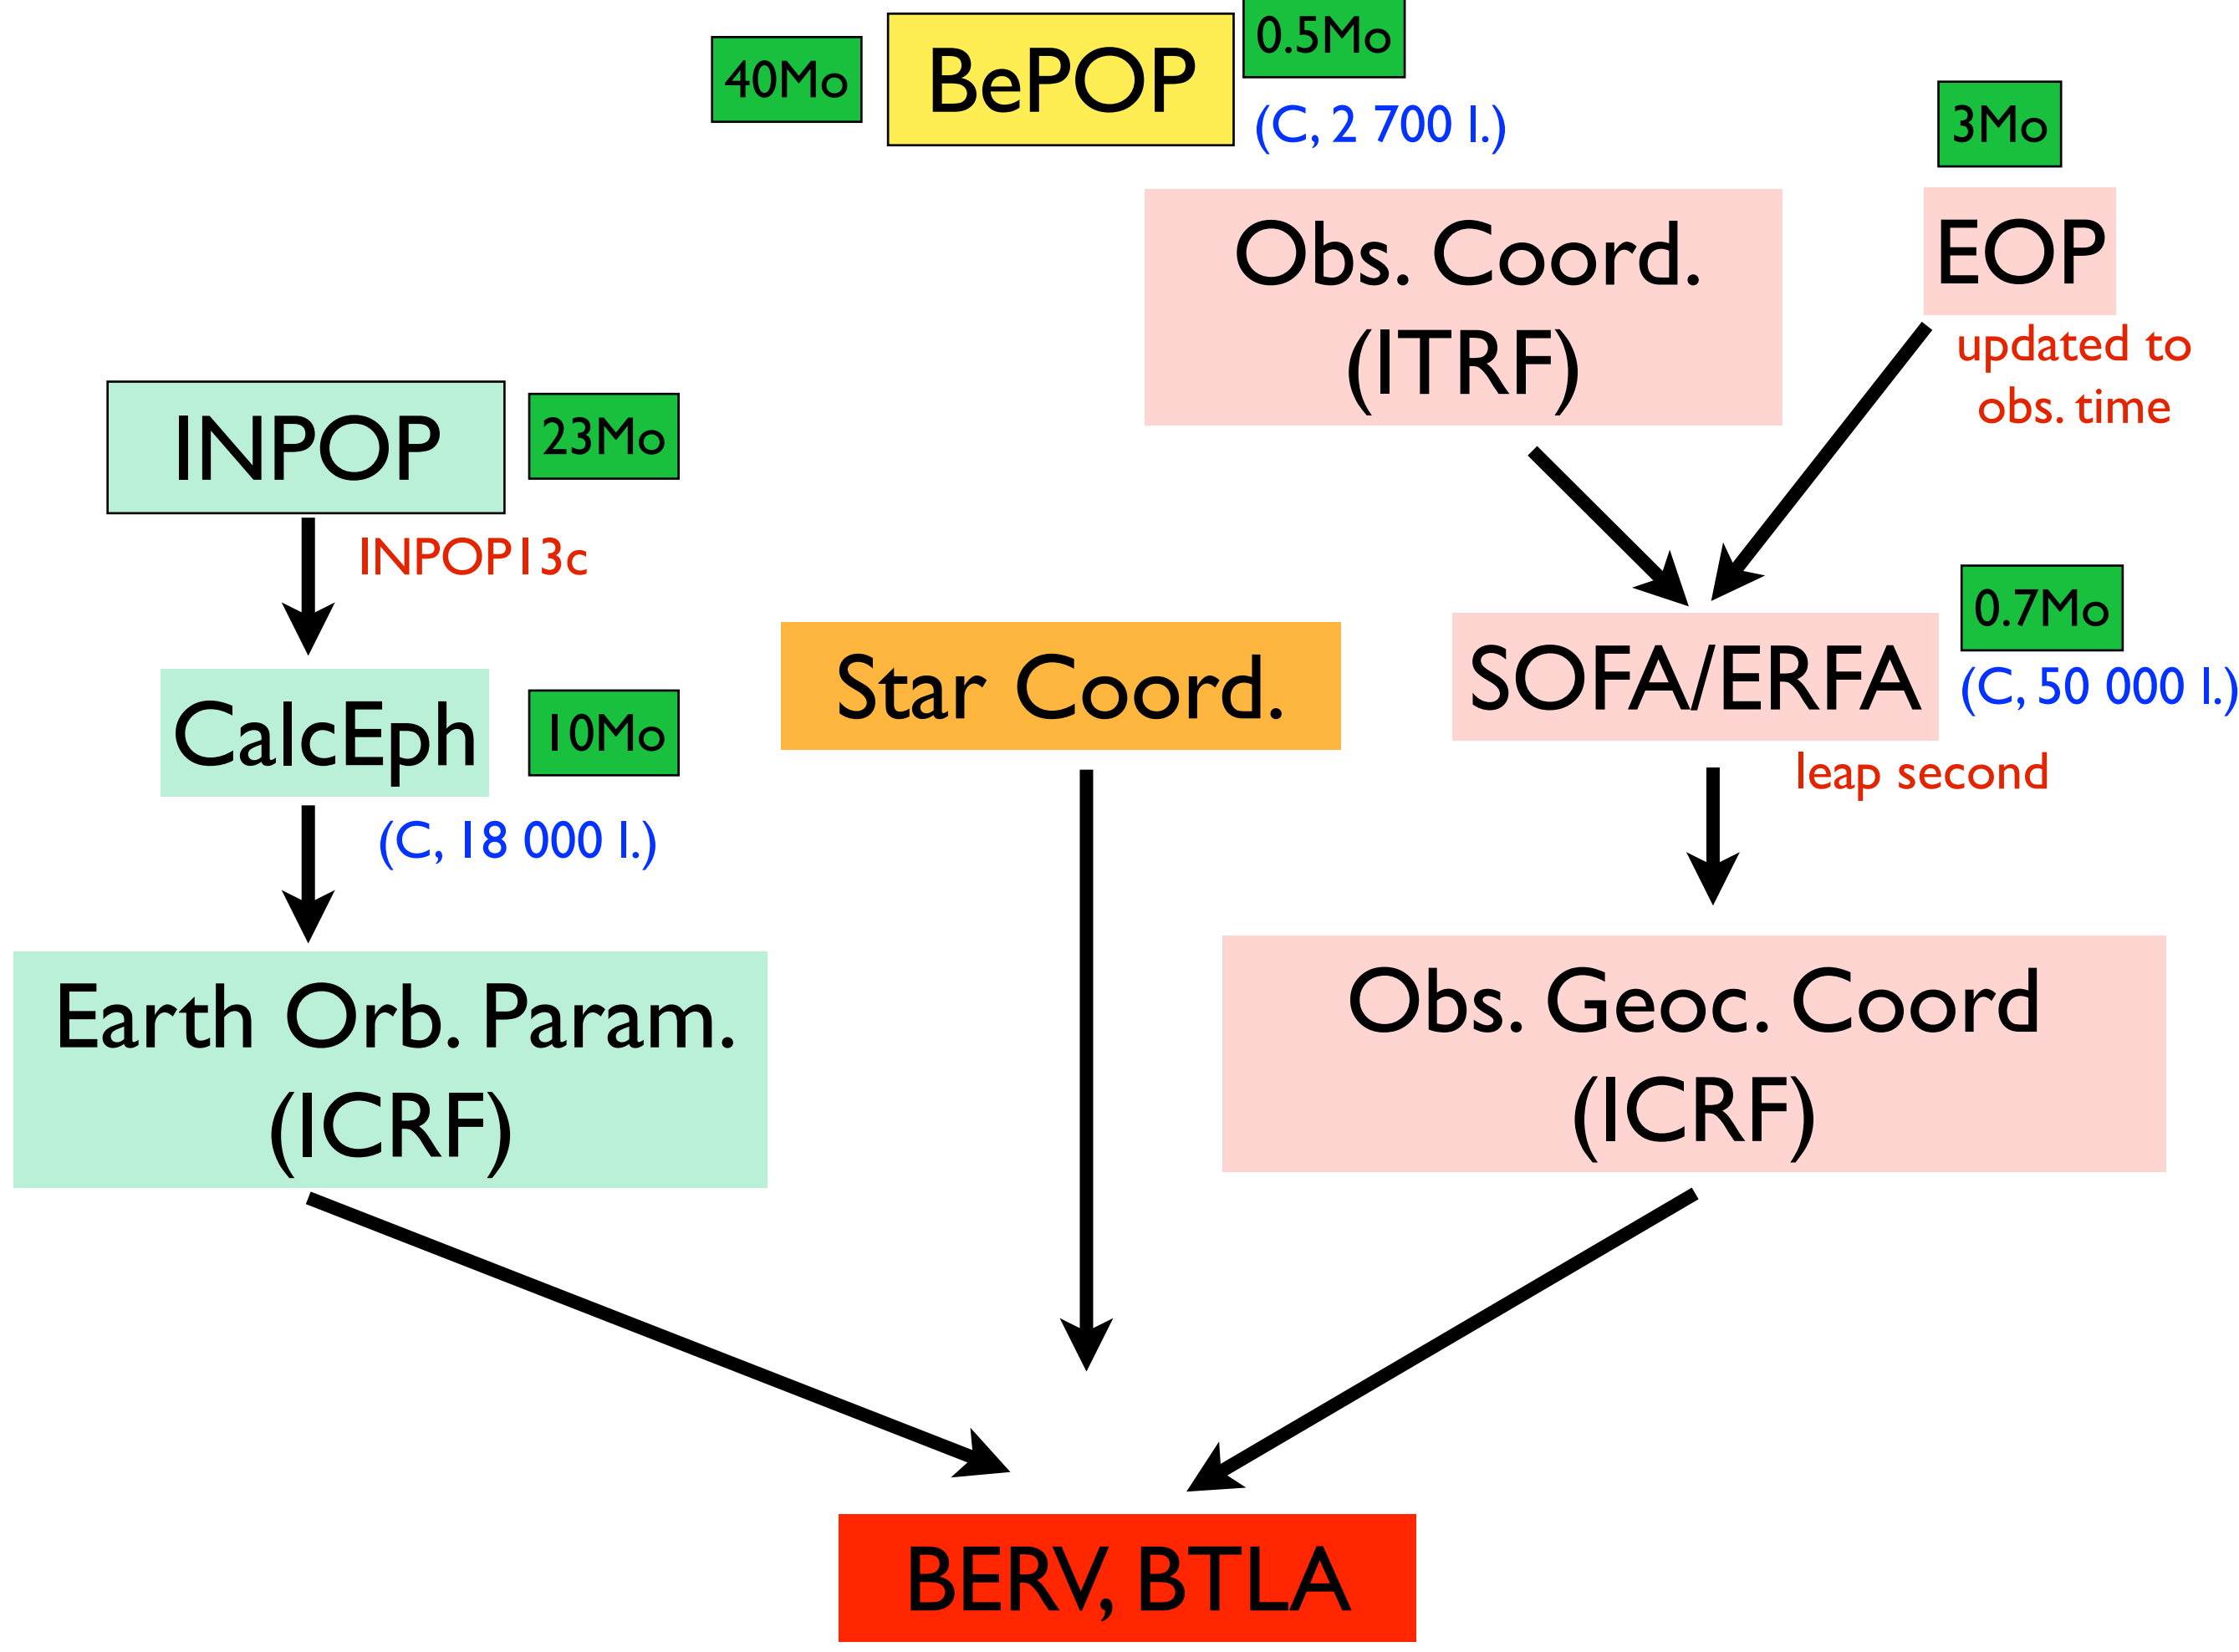 40Mo
BePOP
0.5Mo
(C, 2 700 l.)
3Mo
Obs. Coord.
(ITRF)
EOP
updated to
obs. time
INPOP
23Mo
INPOP13c
CalcEph
10Mo
(C, 18 000 l.)
Star Coord.
SOFA/ERFA
0.7Mo
(C, 50 000 l.)
leap second
Earth Orb. Param.
(ICRF)
Obs. Geoc. Coord
(ICRF)
BERV, BTLA